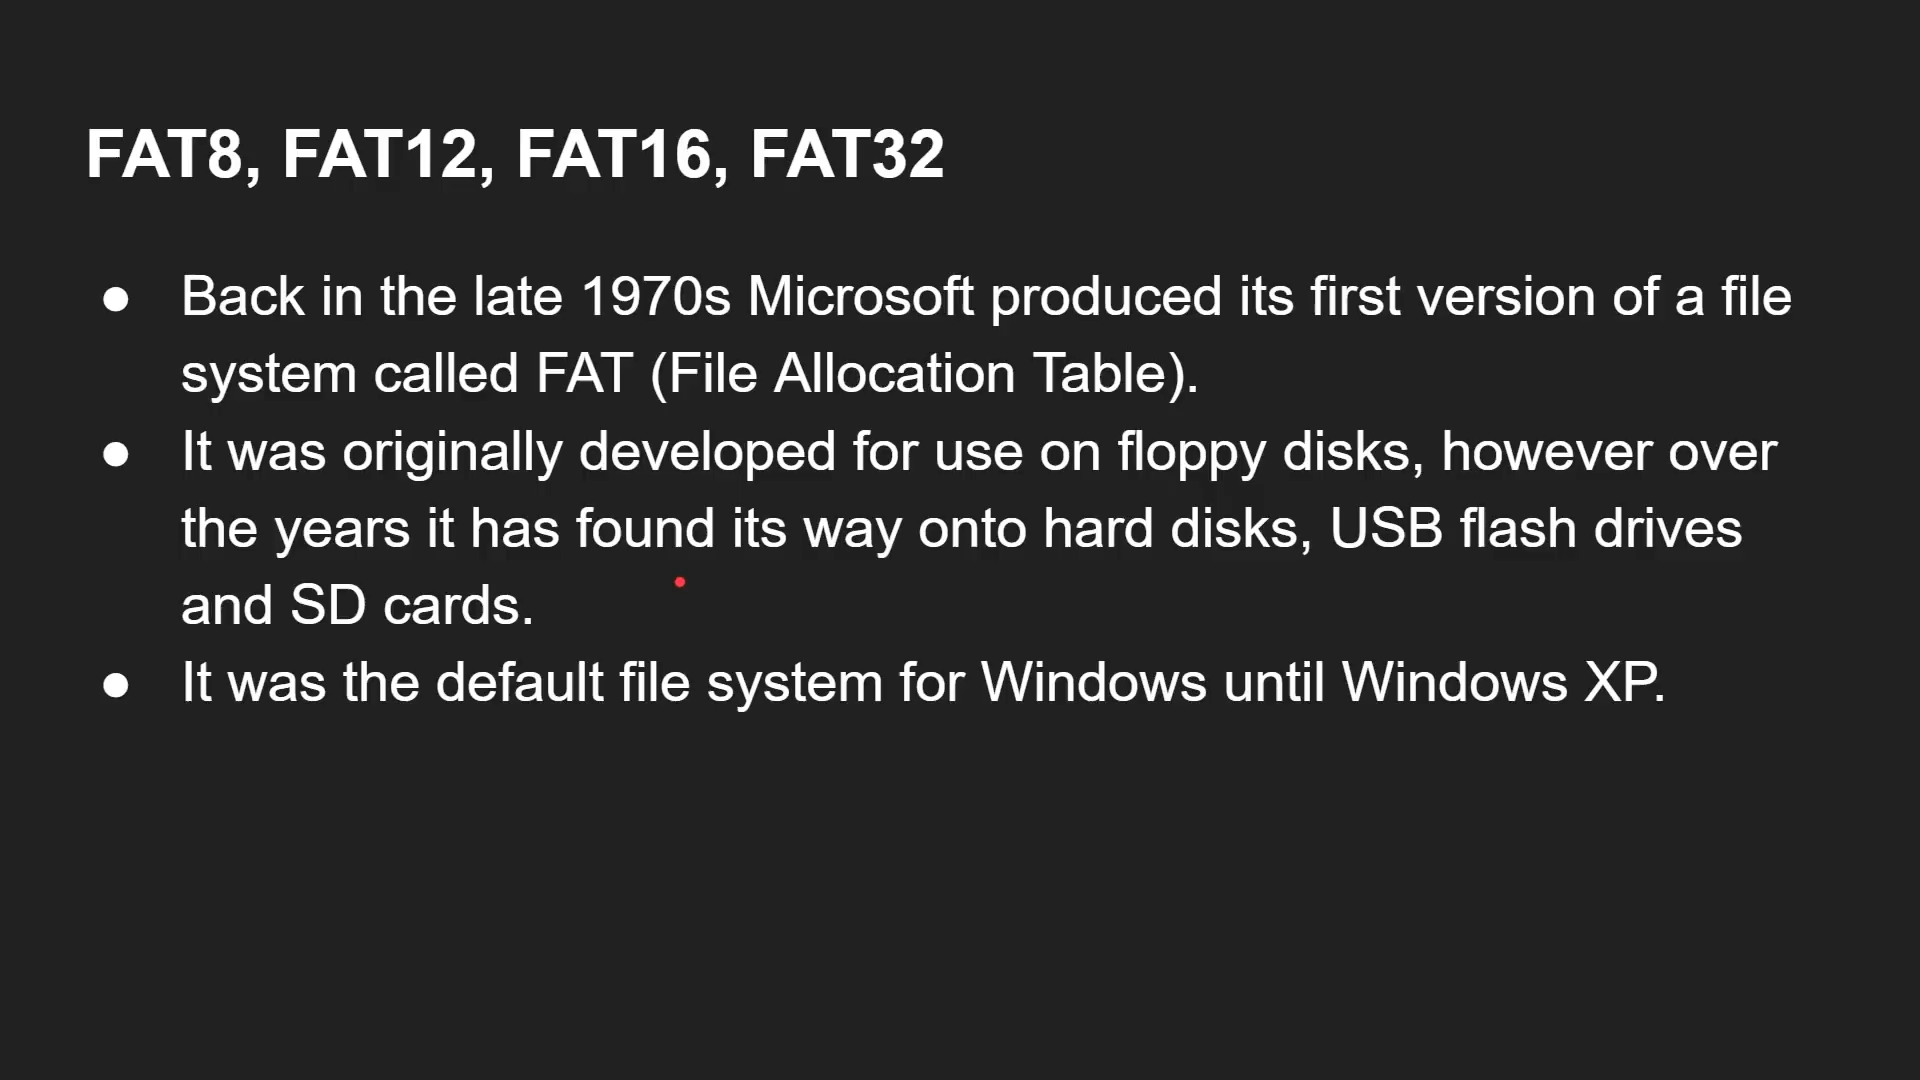 FAT8, FAT12, FAT16, FAT32
● Back in the late 1970s Microsoft produced its first version of a file
system called FAT (File Allocation Table).
● It was originally developed for use on floppy disks, however over
the years it has found its way onto hard disks, USB flash drives
and SD cards.
● It was the default file system for Windows until Windows XP.